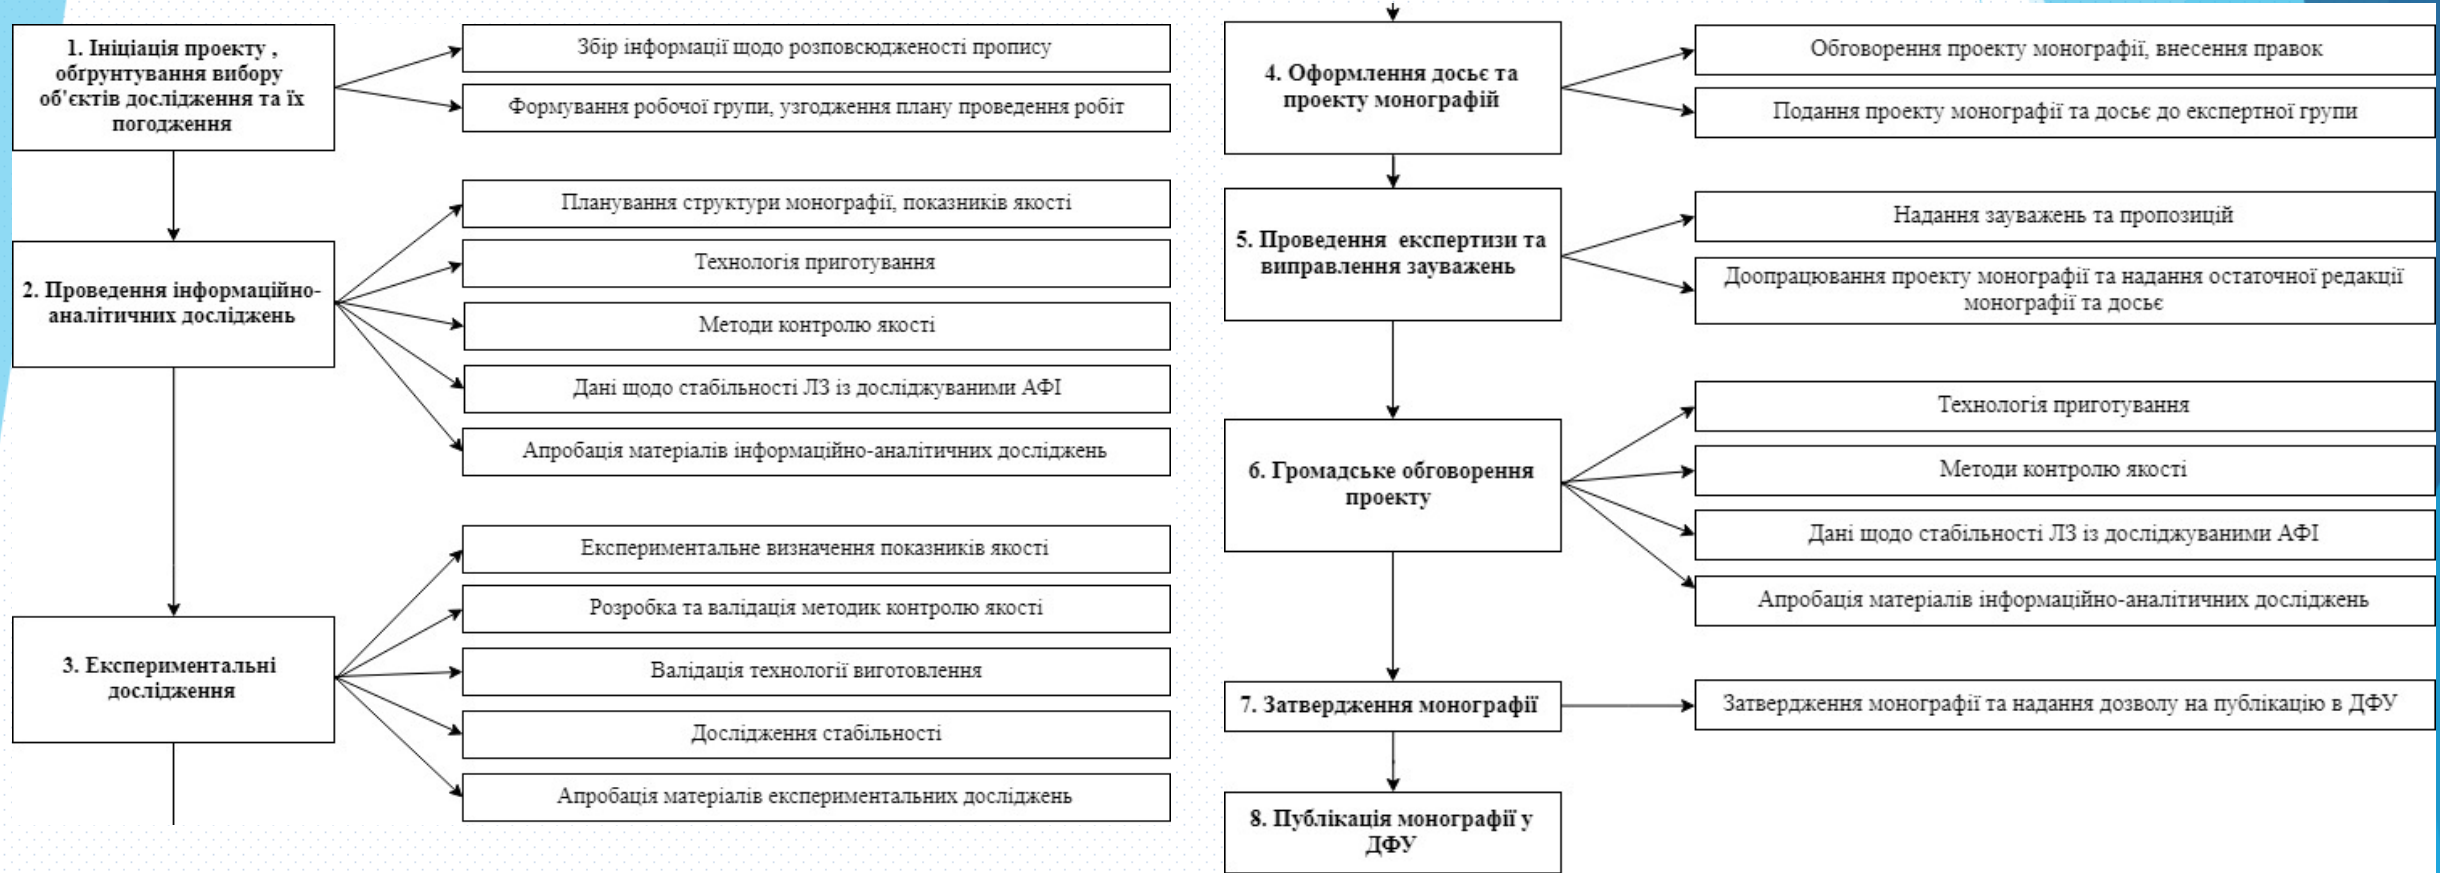 1. Ініціація проекту ,
обґрунтування вибору
об'єктів дослідження та їх
погодження
Збір інформації щодо розповсюдженості пропису
Формування робочої групи, узгодження плану проведення робіт
2. Проведення інформаційно-
аналітичних досліджень
Планування структури монографії, показників якості
Технологія приготування
Методи контролю якості
Дані щодо стабільності ЛЗ із досліджуваними АФІ
Апробація матеріалів інформаційно-аналітичних досліджень
3. Експериментальні
дослідження
Експериментальне визначення показників якості
Розробка та валідація методик контролю якості
Валідація технології виготовлення
Дослідження стабільності
Апробація матеріалів експериментальних досліджень
4. Оформлення досьє та
проекту монографій
Обговорення проекту монографії, внесення правок
Подання проекту монографії та досьє до експертної групи
5. Проведення експертизи та
виправлення зауважень
Надання зауважень та пропозицій
Доопрацювання проекту монографії та надання остаточної редакції
монографії та досьє
6. Громадське обговорення
проекту
Технологія приготування
Методи контролю якості
Дані щодо стабільності ЛЗ із досліджуваними АФІ
Апробація матеріалів інформаційно-аналітичних досліджень
7. Затвердження монографії
Затвердження монографії та надання дозволу на публікацію в ДФУ
8. Публікація монографії у
ДФУ